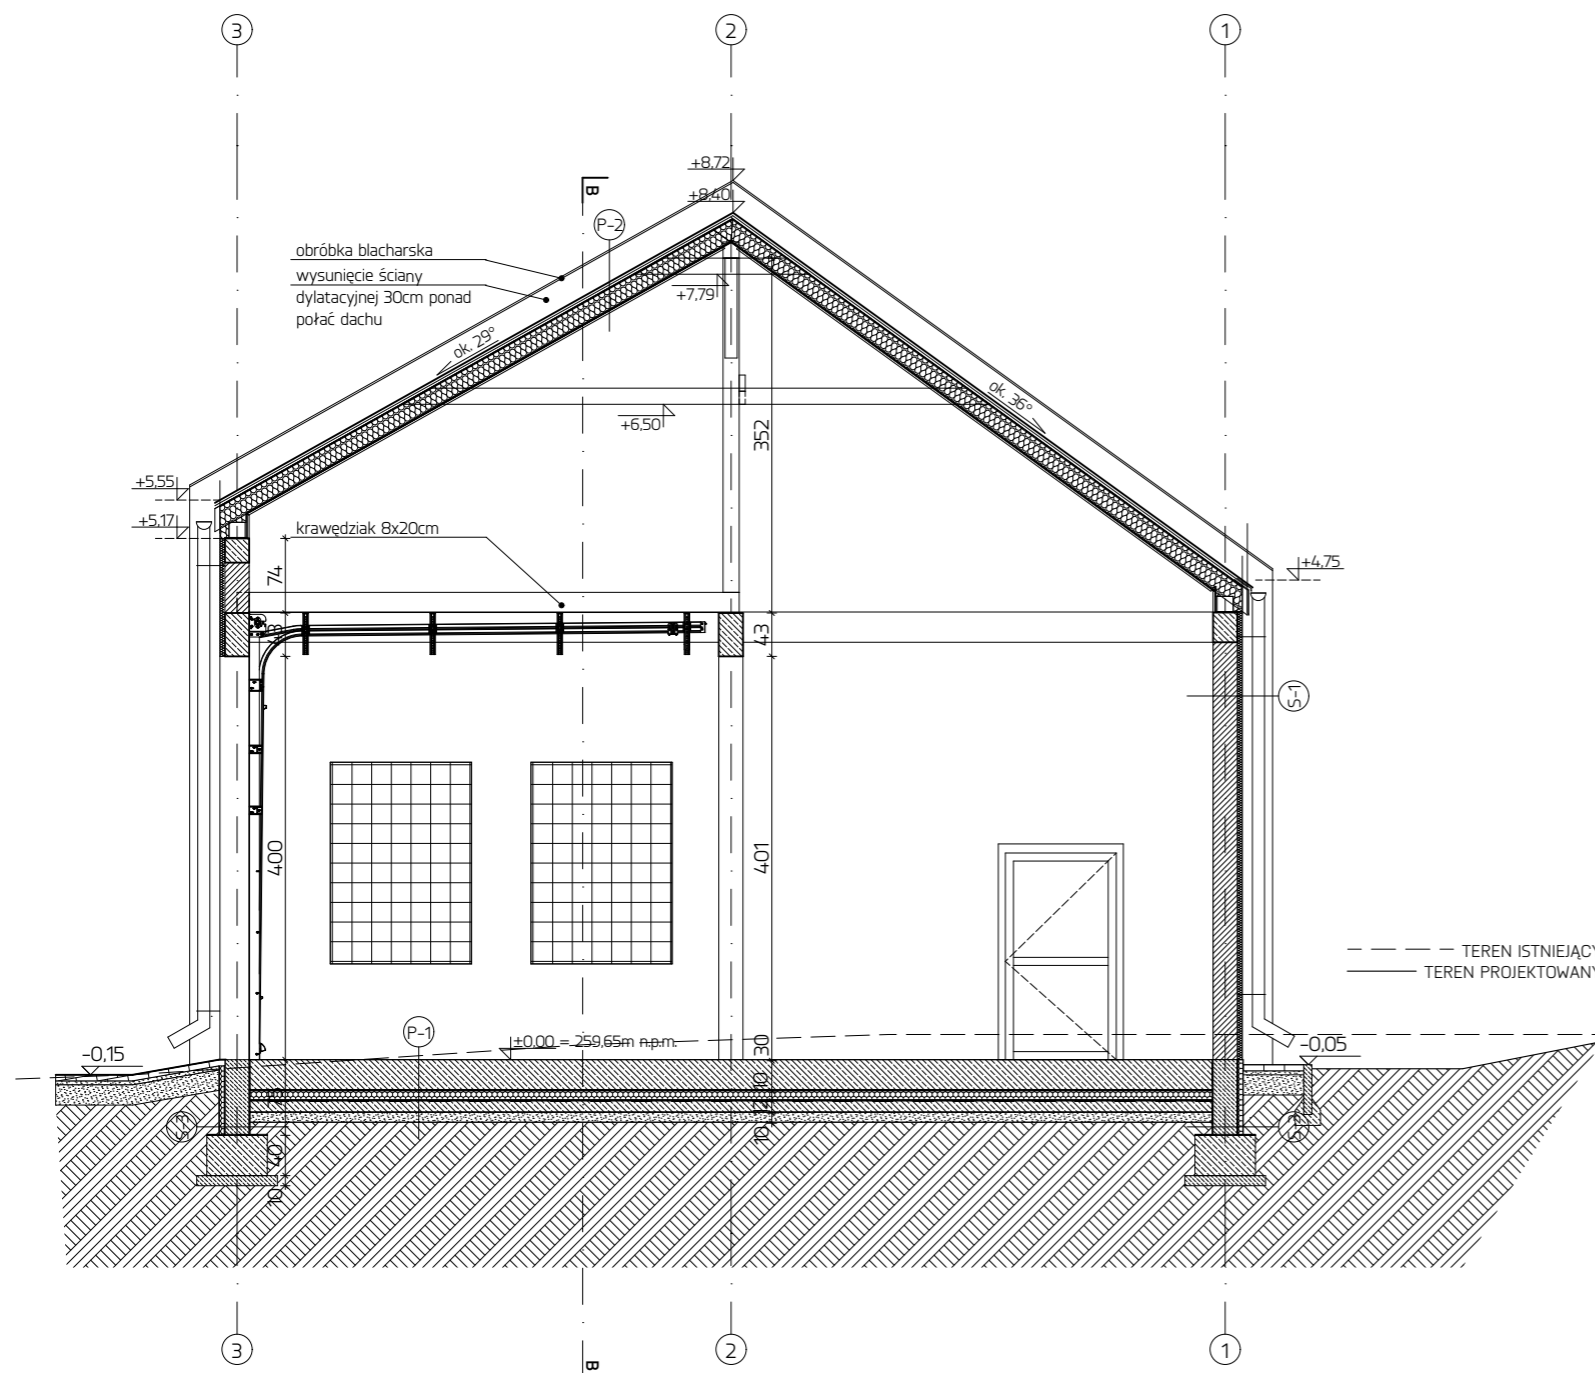 3
2
1
+8,72
B
+8,40
P-2
obróbka blacharska
wysunięcie ściany
dylatacyjnej 30cm ponad
połać dachu
+7,79
ok. 29°
ok. 36°
+6,50
352
+5,55
+5,17
krawędziak 8x20cm
+4,75
74
43
S-1
400
401
TEREN ISTNIEJĄCY
TEREN PROJEKTOWANY
P-1
±0,00 = 259,65m n.p.m.
30
-0,15
-0,05
10
12
10
40
10
3
2
1
B